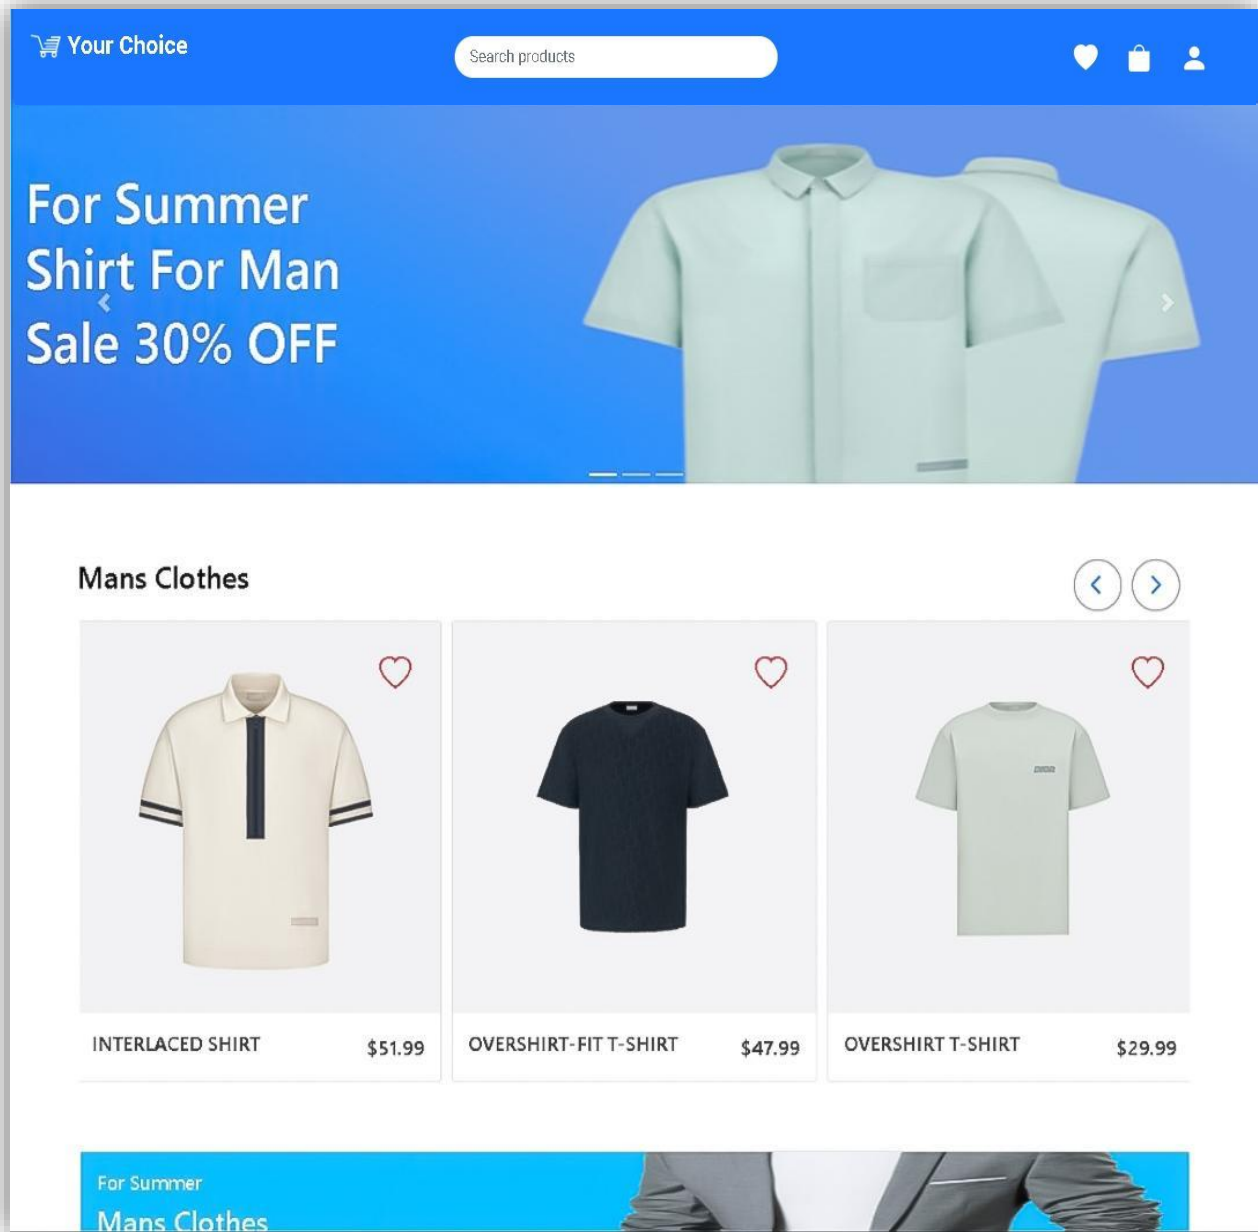 Your Choice
Search products
For Summer
Shirt For Man
Sale 30% OFF
Mans Clothes
DIOR
INTERLACED SHIRT
$51.99
OVERSHIRT-FIT T-SHIRT
$47.99
OVERSHIRT T-SHIRT
$29.99
For Summer
Mans Clothes